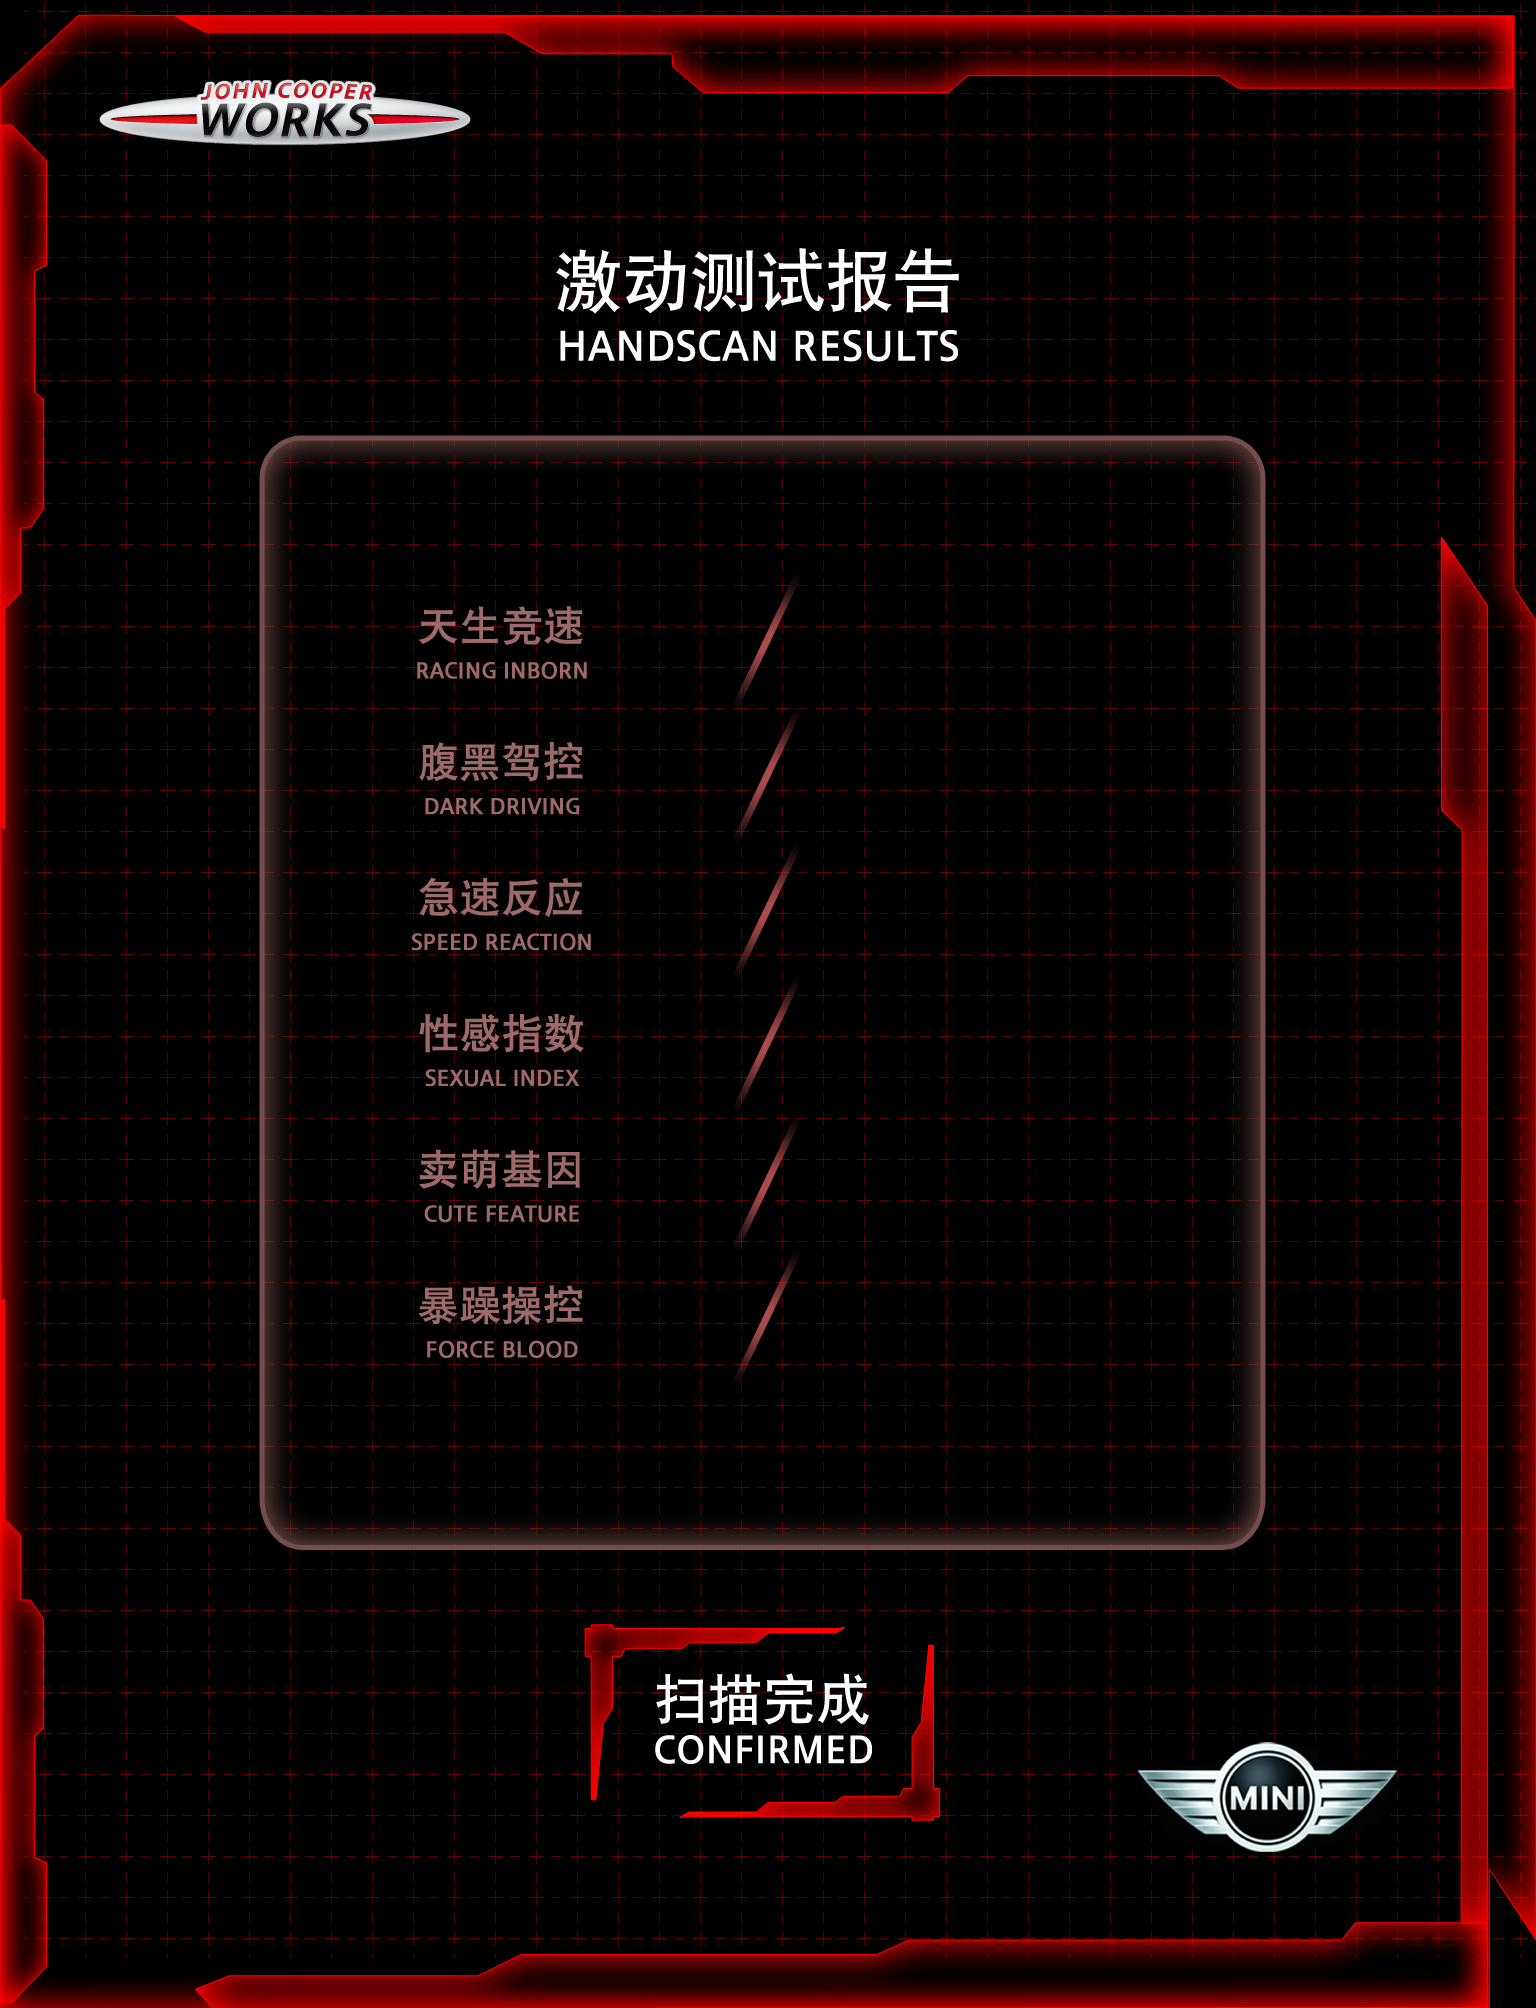 JOHN COOPER
WORKS
激动测试报告
HANDSCAN RESULTS
天生竞速
RACING INBORN
腹黑驾控
DARK DRIVING
急速反应
SPEED REACTION
性感指数
SEXUAL INDEX
卖萌基因
CUTE FEATURE
暴躁操控
FORCE BLOOD
扫描完成
CONFIRMED
MINI